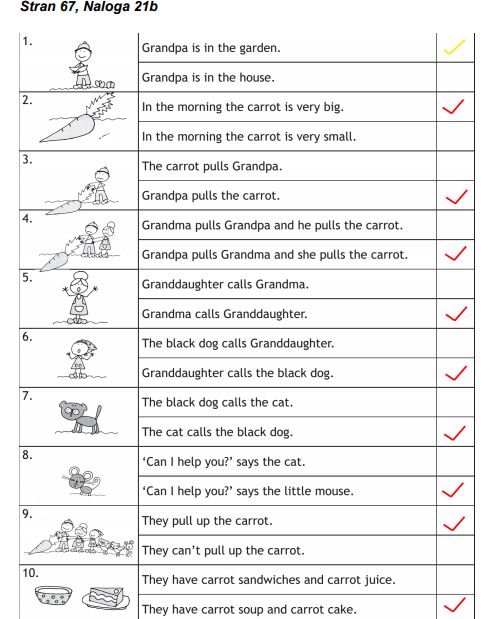 Stran 67, Naloga 21b
1.
Grandpa is in the garden.
Grandpa is in the house.
2.
In the morning the carrot is very big.
In the morning the carrot is very small.
3.
The carrot pulls Grandpa.
Grandpa pulls the carrot.
4.
Grandma pulls Grandpa and he pulls the carrot.
Grandpa pulls Grandma and she pulls the carrot.
5.
Granddaughter calls Grandma.
Grandma calls Granddaughter.
6.
The black dog calls Granddaughter.
Granddaughter calls the black dog.
7.
The black dog calls the cat.
The cat calls the black dog.
8.
‘Can I help you?’ says the cat.
‘Can I help you?’ says the little mouse.
9.
They pull up the carrot.
They can’t pull up the carrot.
10.
They have carrot sandwiches and carrot juice.
They have carrot soup and carrot cake.